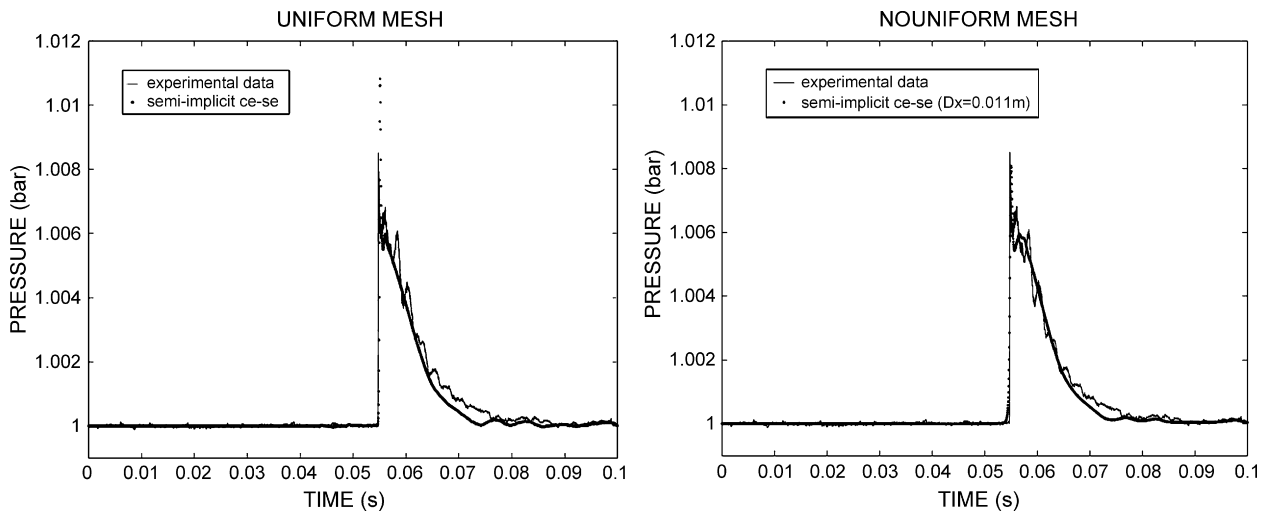 UNIFORM MESH
1.012
1.01
1.008
1.006
1.004
1.002
1
PRESSURE (bar)
experimental data
semi-implicit ce-se
0 0.01 0.02 0.03 0.04 0.05 0.06 0.07 0.08 0.09 0.1
TIME (s)
NOUNIFORM MESH
1.012
1.01
1.008
1.006
1.004
1.002
1
PRESSURE (bar)
experimental data
semi-implicit ce-se (Dx=0.011m)
0 0.01 0.02 0.03 0.04 0.05 0.06 0.07 0.08 0.09 0.1
TIME (s)